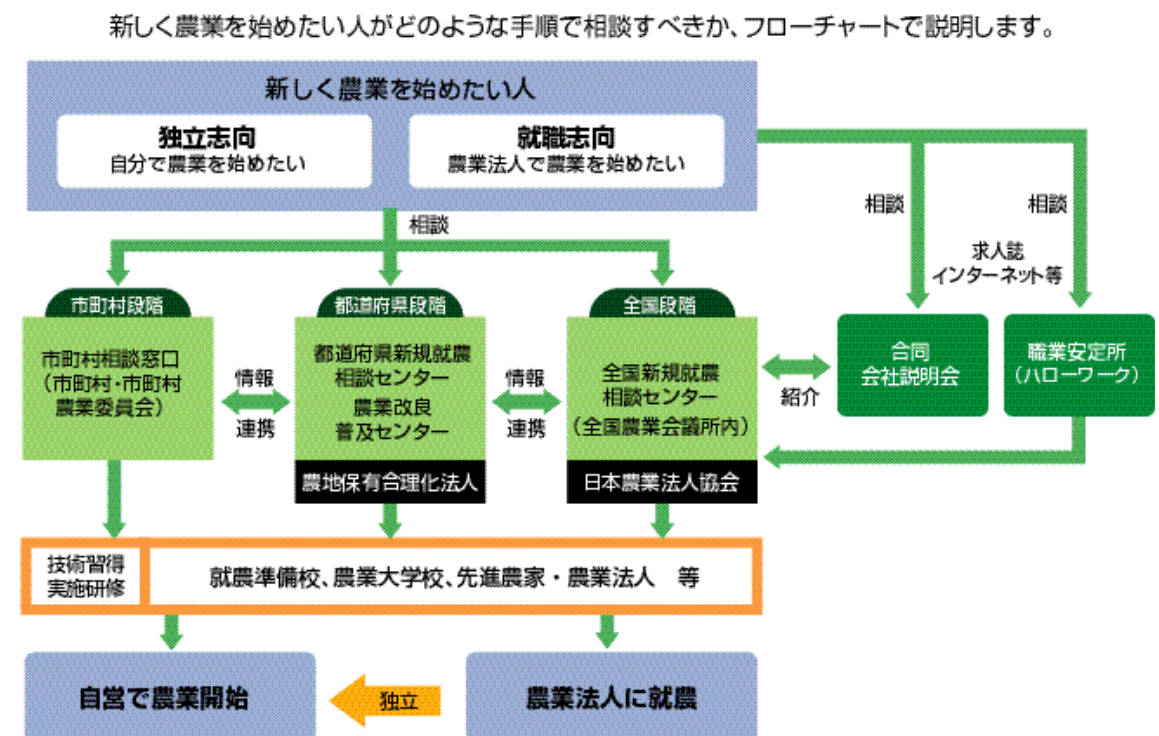 新しく農業を始めたい人がどのような手順で相談すべきか、フローチャートで説明します。
新しく農業を始めたい人
独立志向
自分で農業を始めたい
就職志向
農業法人で農業を始めたい
相談
相談
相談
求人誌
インターネット等
市町村段階
市町村相談窓口
(市町村・市町村
農業委員会)
情報
連携
都道府県段階
都道府県新規就農
相談センター
農業改良
普及センター
農地保有合理化法人
情報
連携
全国段階
全国新規就農
相談センター
(全国農業会議所内)
日本農業法人協会
紹介
合同
会社説明会
職業安定所
(ハローワーク)
技術習得
実施研修
就農準備校、農業大学校、先進農家・農業法人 等
自営で農業開始
独立
農業法人に就農